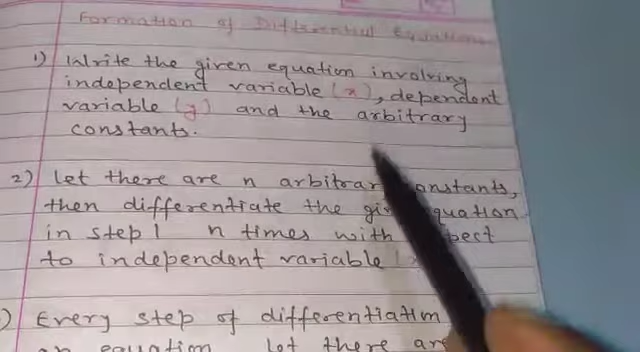 Formation of Differential Equations
1) Write the given equation involving
independent variable (x), dependent
variable (y) and the arbitrary
constants.
2) Let there are n arbitrary constants,
then differentiate the equation
in step 1 n times with
to independent variable
Every step of differentiation
an equation Let there are